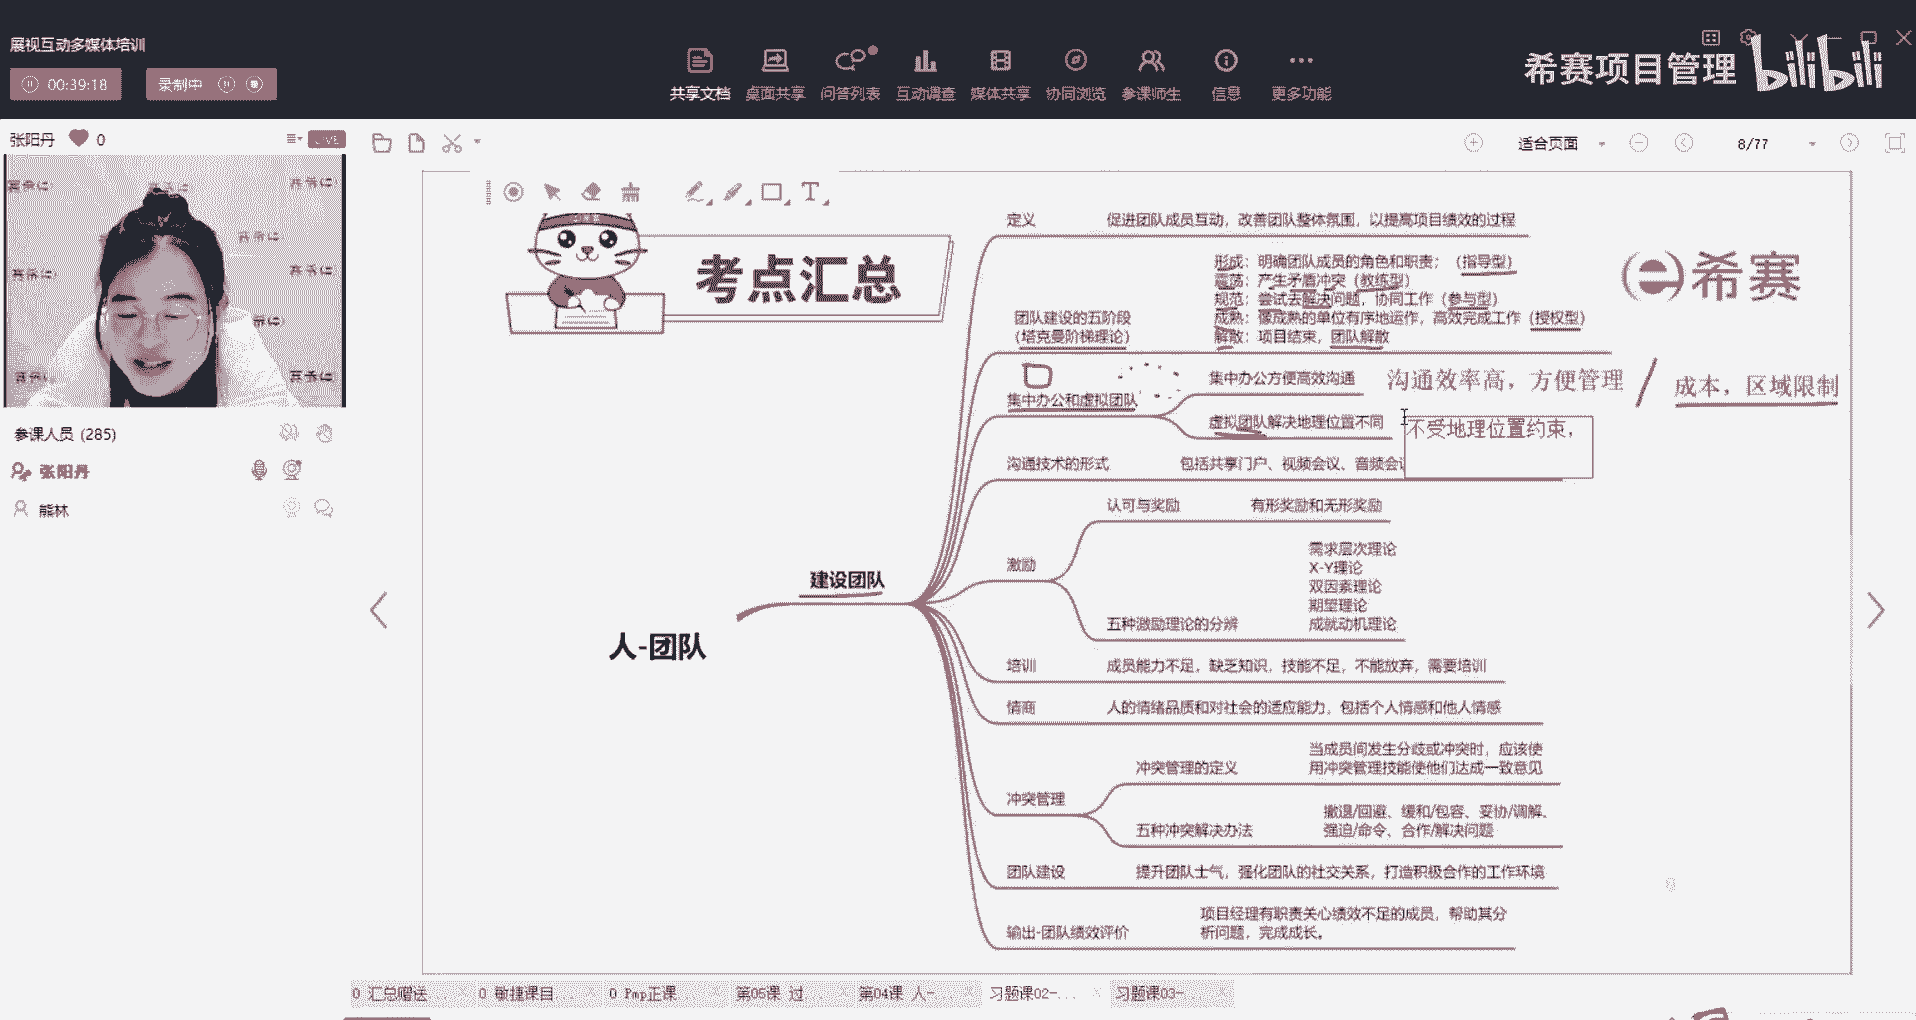 展视互动多媒体培训
00:39:18
录制中
共享文档
桌面共享
问答列表
互动调查
媒体共享
协同浏览
参课师生
信息
更多功能
希赛项目管理
bilibili
张阳丹
0
LIVE
适合页面
8/77
参课人员 (285)
张阳丹
熊林
考点汇总
希赛
人-团队
建设团队
定义
促进团队成员互动，改善团队整体氛围，以提高项目绩效的过程
团队建设的五阶段
（塔克曼阶梯理论）
形成：明确团队成员的角色和职责；（指导型）
震荡：产生矛盾冲突（教练型）
规范：尝试去解决问题，协同工作（参与型）
成熟：像成熟的单位有序地运作，高效完成工作（授权型）
解散：项目结束，团队解散
集中办公和虚拟团队
集中办公方便高效沟通
沟通效率高，方便管理
成本，区域限制
虚拟团队解决地理位置不同
不受地理位置约束，
沟通技术的形式
包括共享门户、视频会议、音频会议
激励
认可与奖励
有形奖励和无形奖励
五种激励理论的分辨
需求层次理论
X-Y理论
双因素理论
期望理论
成就动机理论
培训
成员能力不足，缺乏知识，技能不足，不能放弃，需要培训
情商
人的情绪品质和对社会的适应能力，包括个人情感和他人情感
冲突管理
冲突管理的定义
当成员间发生分歧或冲突时，应该使
用冲突管理技能使他们达成一致意见
五种冲突解决办法
撤退/回避、缓和/包容、妥协/调解、
强迫/命令、合作/解决问题
团队建设
提升团队士气，强化团队的社交关系，打造积极合作的工作环境
输出-团队绩效评价
项目经理有职责关心绩效不足的成员，帮助其分
析问题，完成成长。
0 汇总赠送
0 敏捷课目...
0 Pmp正课...
第05课 过...
第04课 人-...
习题课02-...
习题课03-...